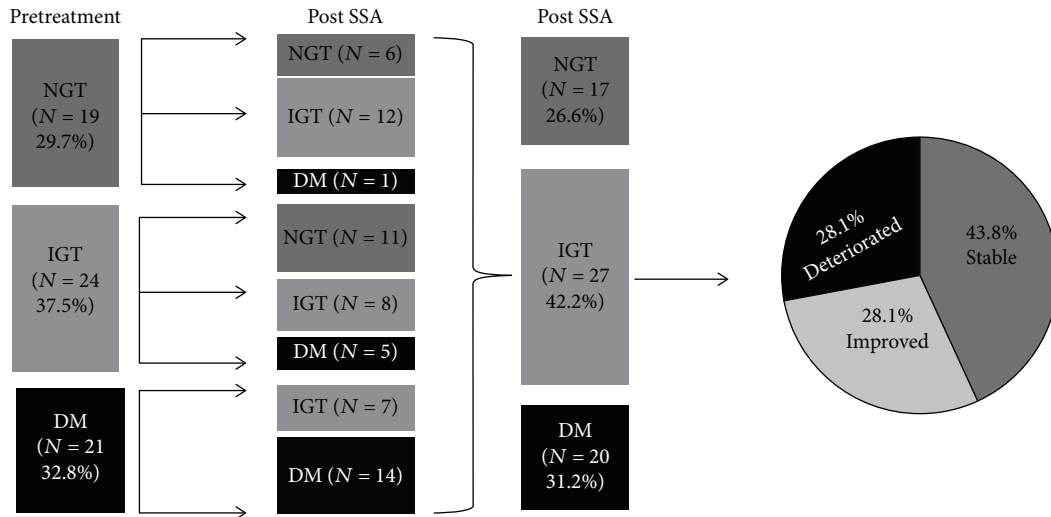 Pretreatment
NGT
(N = 19
29.7%)
IGT
(N = 24
37.5%)
DM
(N = 21
32.8%)
Post SSA
NGT (N = 6)
IGT (N = 12)
DM (N = 1)
NGT (N = 11)
IGT (N = 8)
DM (N = 5)
IGT (N = 7)
DM (N = 14)
Post SSA
NGT
(N = 17
26.6%)
IGT
(N = 27
42.2%)
DM
(N = 20
31.2%)
28.1%
Deteriorated
43.8%
Stable
28.1%
Improved